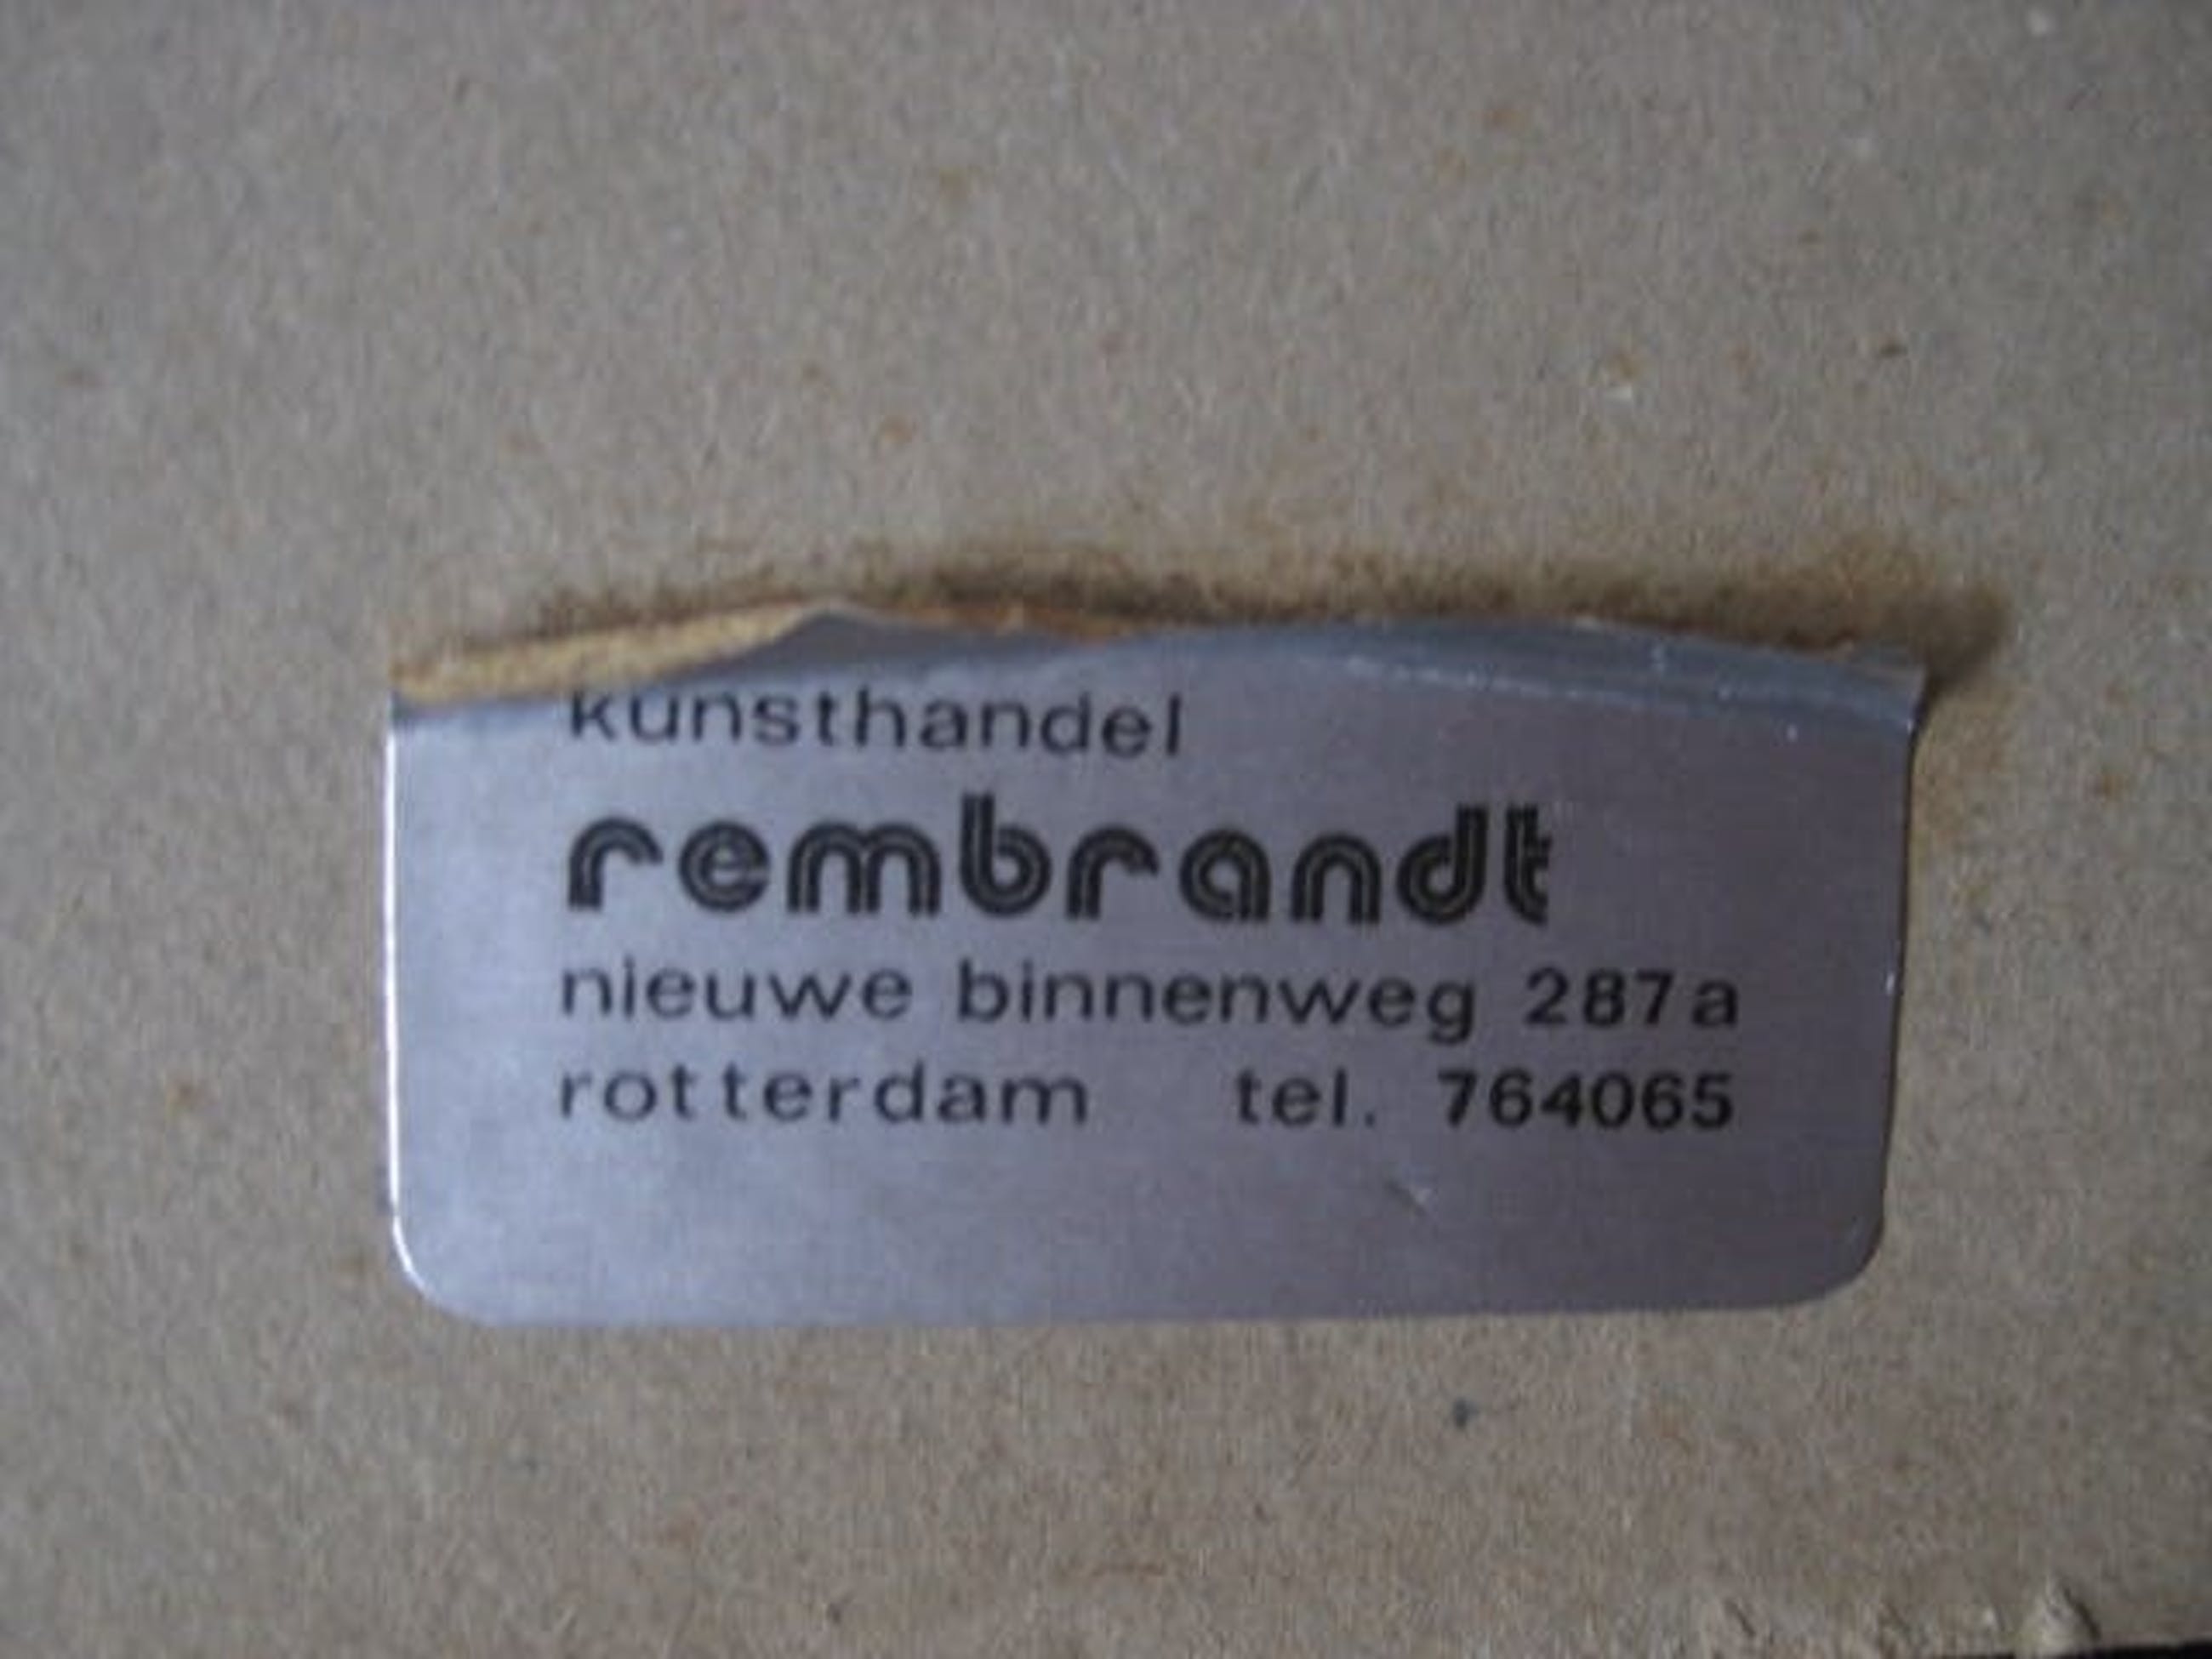 kunsthandel
rembrandt
nieuwe binnenweg 287a
rotterdam tel. 764065